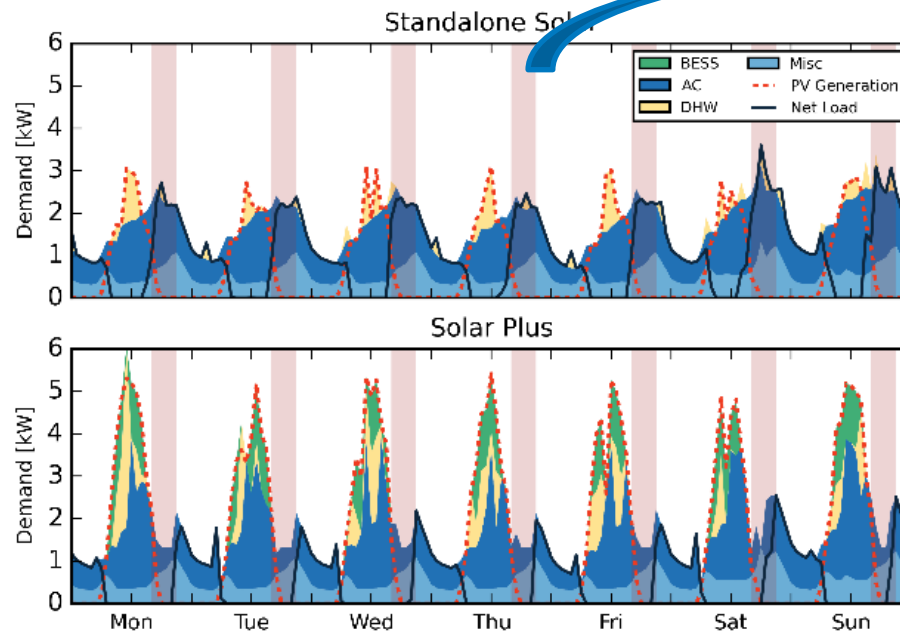 Standalone Solar
6
5
4
3
2
1
0
Demand [kW]
BESS
AC
DHW
Misc
PV Generation
Net Load
Solar Plus
6
5
4
3
2
1
0
Demand [kW]
Mon Tue Wed Thu Fri Sat Sun